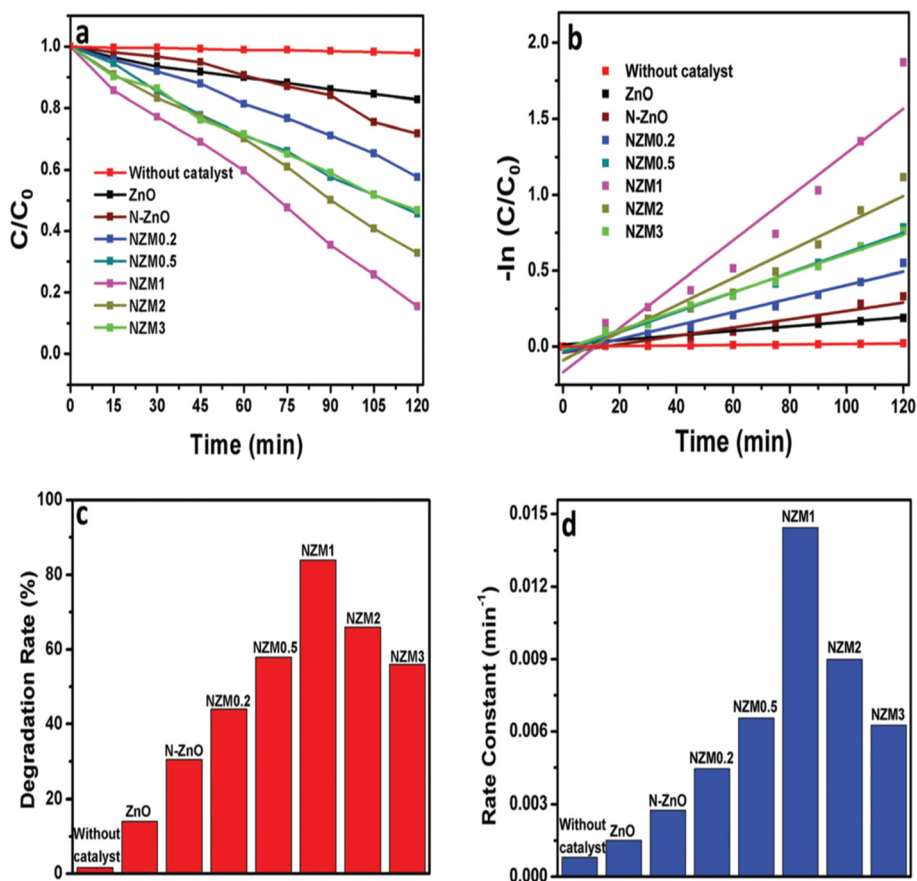 a
1.0
0.8
0.6
0.4
0.2
0.0
C/C0
Without catalyst
ZnO
N-ZnO
NZM0.2
NZM0.5
NZM1
NZM2
NZM3
0 15 30 45 60 75 90 105 120
Time (min)
b
2.0
1.5
1.0
0.5
0.0
-ln (C/C0)
Without catalyst
ZnO
N-ZnO
NZM0.2
NZM0.5
NZM1
NZM2
NZM3
0 20 40 60 80 100 120
Time (min)
c
100
80
60
40
20
0
Degradation Rate (%)
Without
catalyst
ZnO
N-ZnO
NZM0.2
NZM0.5
NZM1
NZM2
NZM3
d
0.015
0.012
0.009
0.006
0.003
0.000
Rate Constant (min-1)
Without
catalyst
ZnO
N-ZnO
NZM0.2
NZM0.5
NZM1
NZM2
NZM3